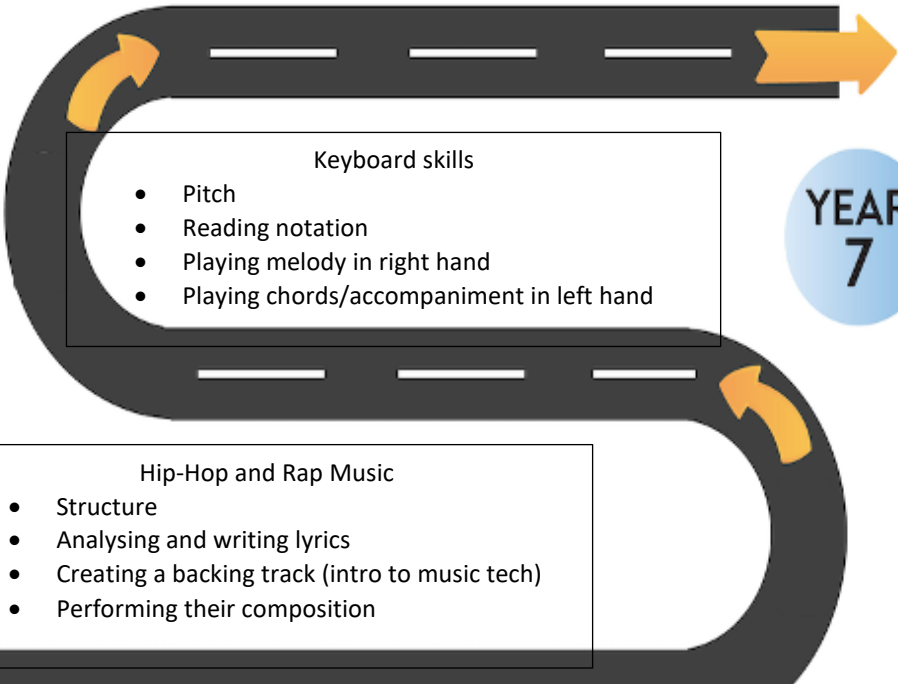 Keyboard skills
• Pitch
• Reading notation
• Playing melody in right hand
• Playing chords/accompaniment in left hand
YEAR
7
Hip-Hop and Rap Music
• Structure
• Analysing and writing lyrics
• Creating a backing track (intro to music tech)
• Performing their composition